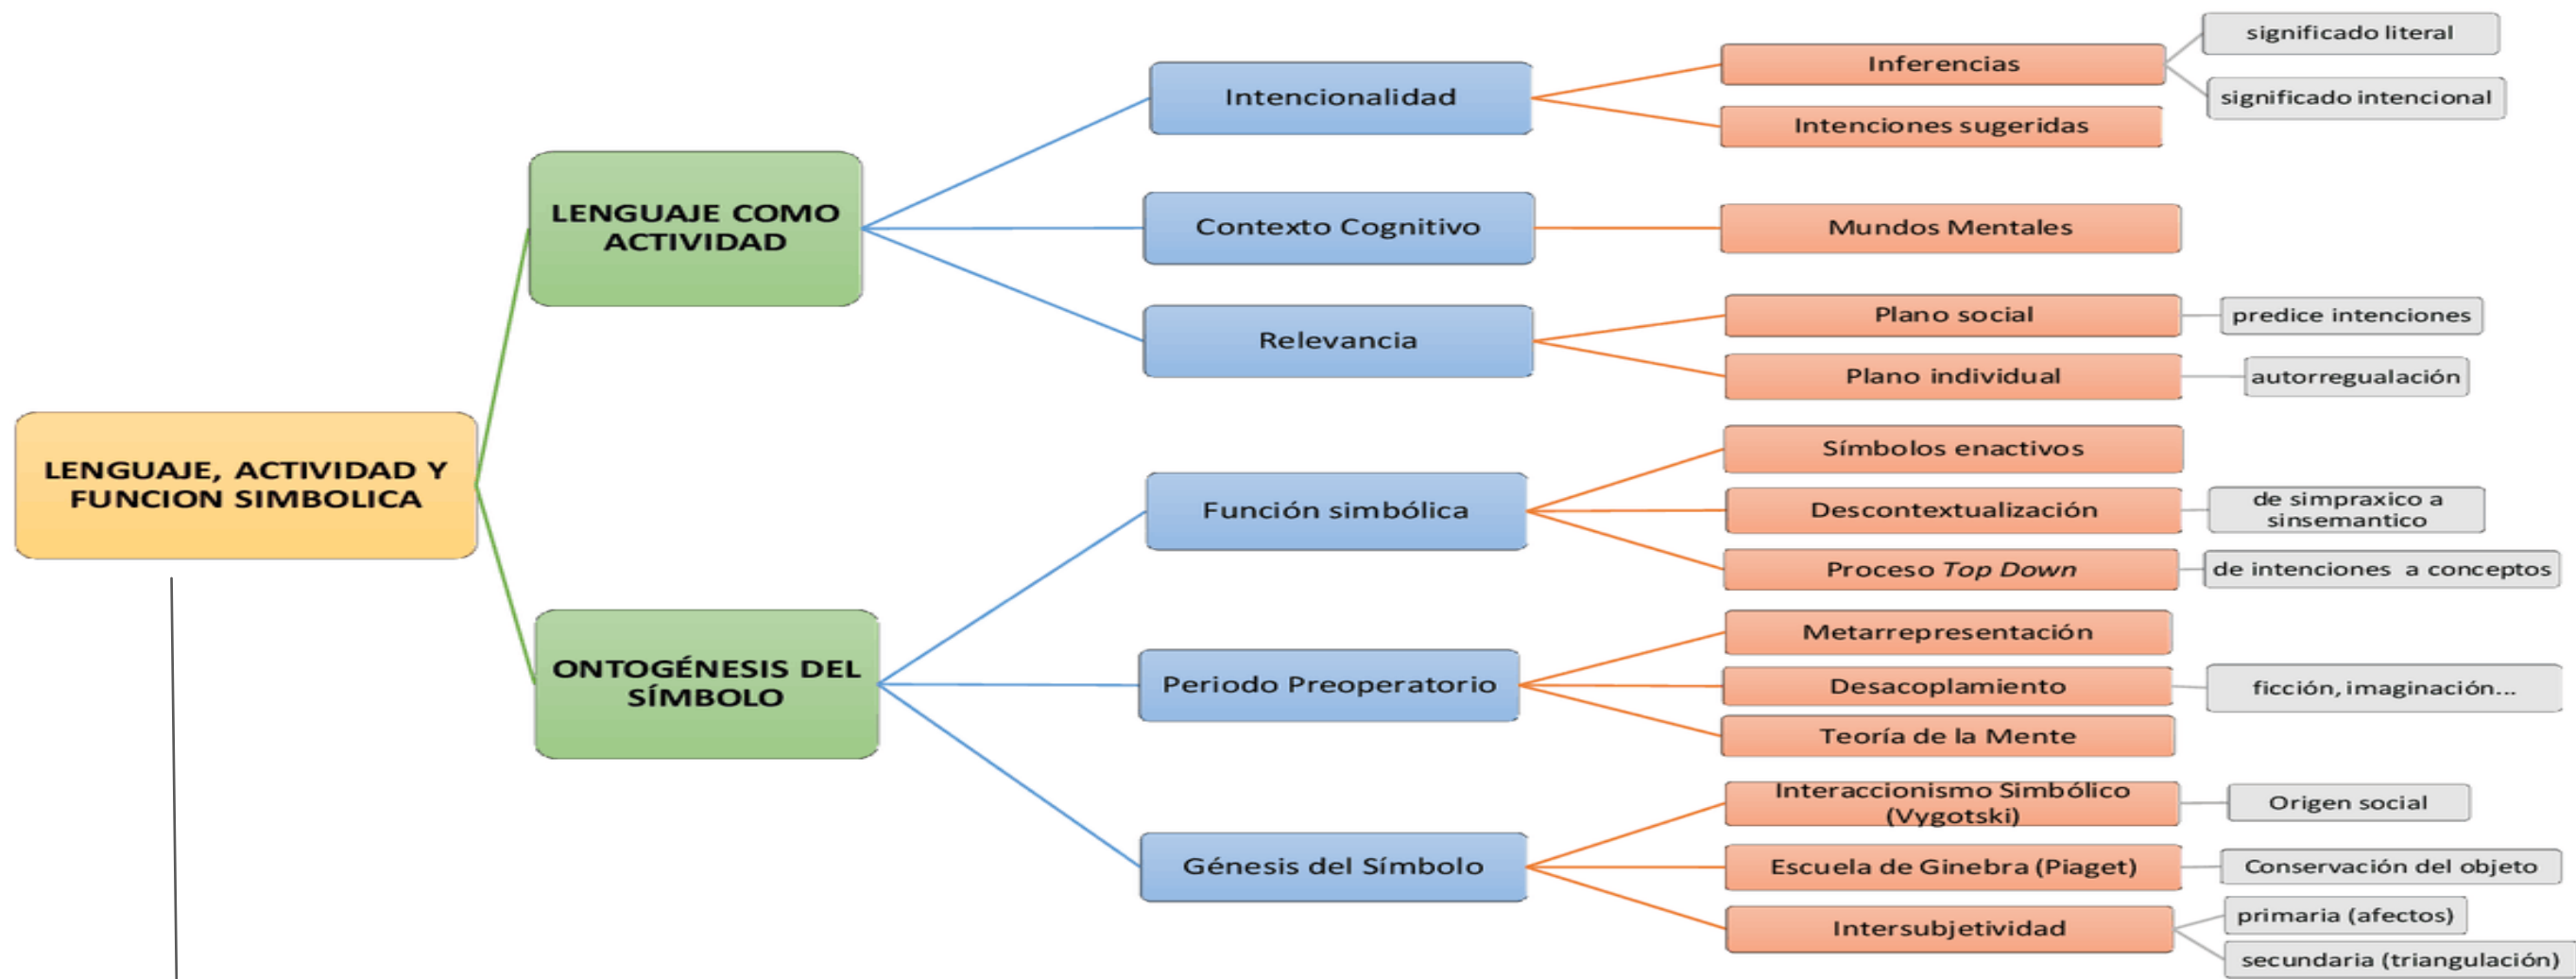 LENGUAJE, ACTIVIDAD Y
FUNCION SIMBOLICA
LENGUAJE COMO
ACTIVIDAD
Intencionalidad
Inferencias
significado literal
significado intencional
Intenciones sugeridas
Contexto Cognitivo
Mundos Mentales
Relevancia
Plano social
predice intenciones
Plano individual
autorregualación
ONTOGÉNESIS DEL
SÍMBOLO
Función simbólica
Símbolos enactivos
Descontextualización
de simpraxico a
sinsemantico
Proceso Top Down
de intenciones a conceptos
Periodo Preoperatorio
Metarrepresentación
Desacoplamiento
ficción, imaginación...
Teoría de la Mente
Génesis del Símbolo
Interaccionismo Simbólico
(Vygotski)
Origen social
Escuela de Ginebra (Piaget)
Conservación del objeto
Intersubjetividad
primaria (afectos)
secundaria (triangulación)